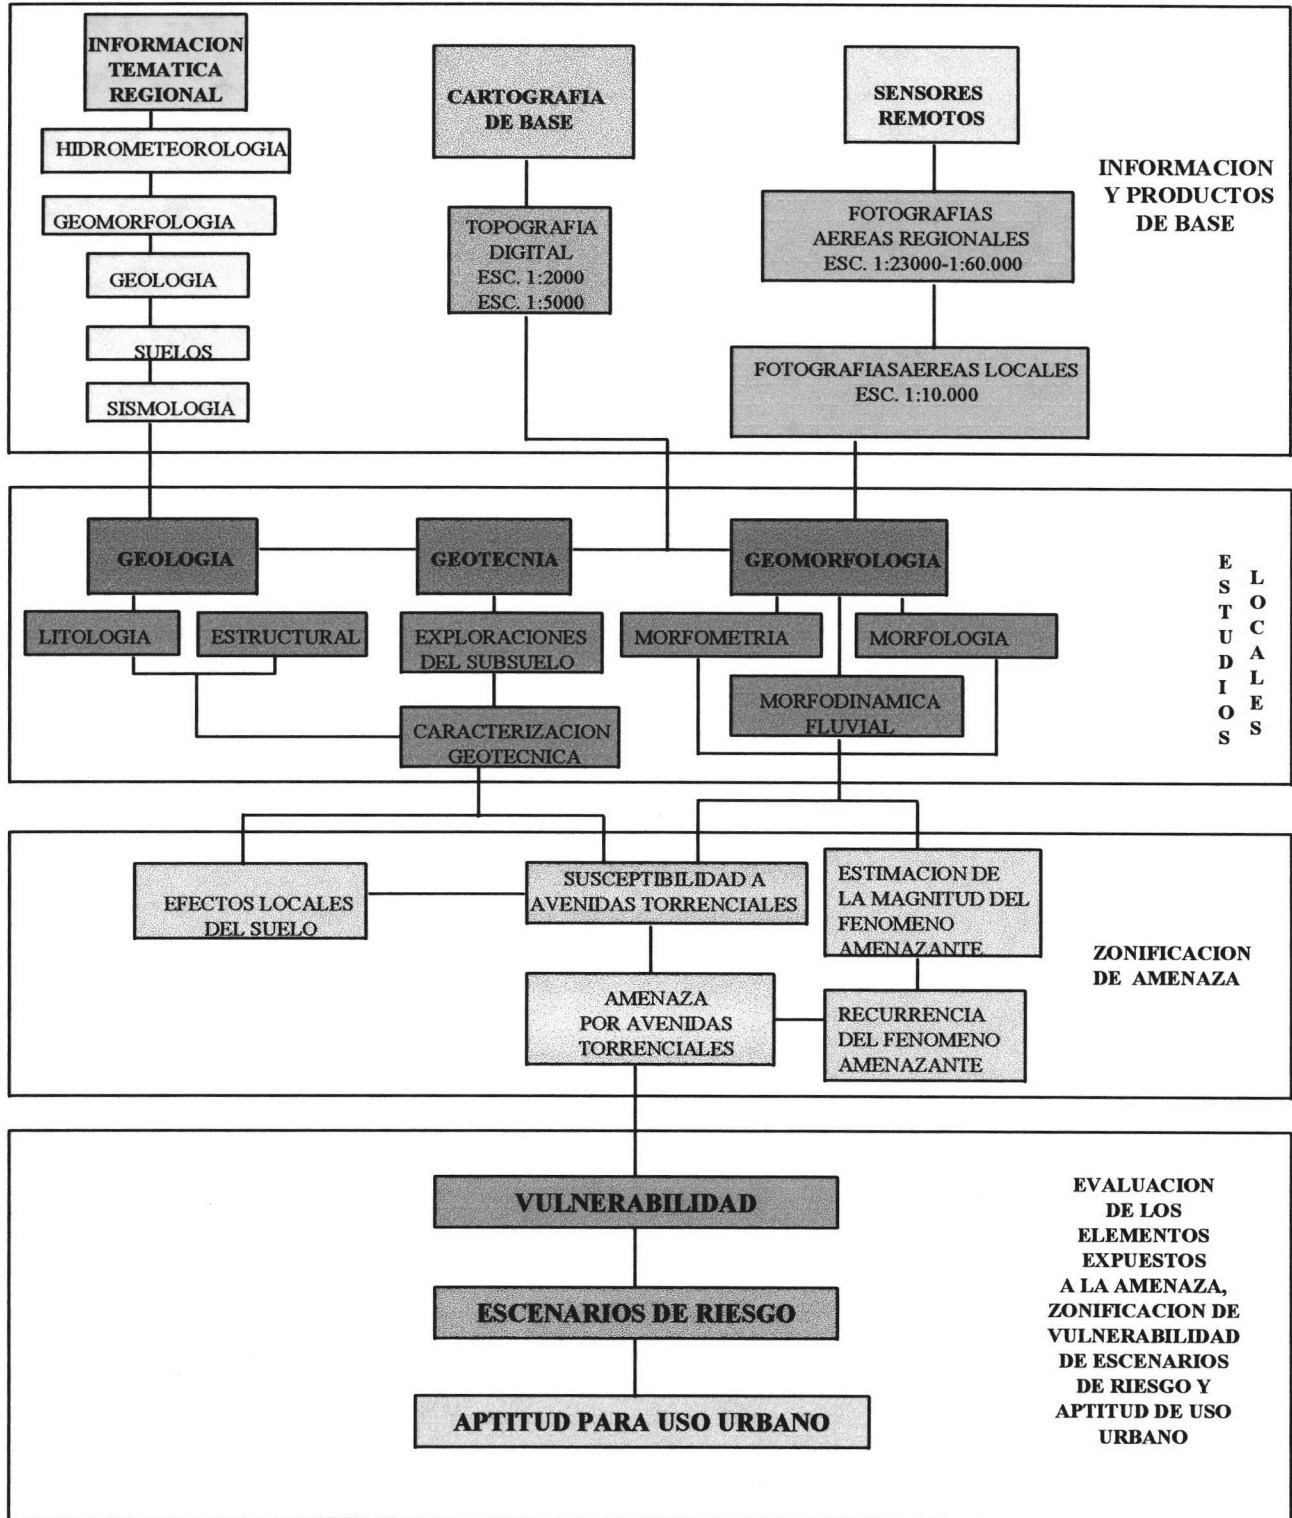 INFORMACION
TEMATICA
REGIONAL
HIDROMETEOROLOGIA
GEOMORFOLOGIA
GEOLOGIA
SUELOS
SISMOLOGIA
CARTOGRAFIA
DE BASE
TOPOGRAFIA
DIGITAL
ESC. 1:2000
ESC. 1:5000
SENSORES
REMOTOS
FOTOGRAFIAS
AEREAS REGIONALES
ESC. 1:23000-1:60.000
FOTOGRAFIASAEREAS LOCALES
ESC. 1:10.000
INFORMACION
Y PRODUCTOS
DE BASE
GEOLOGIA
GEOTECNIA
GEOMORFOLOGIA
LITOLOGIA
ESTRUCTURAL
EXPLORACIONES
DEL SUBSUELO
MORFOMETRIA
MORFOLOGIA
CARACTERIZACION
GEOTECNICA
MORFODINAMICA
FLUVIAL
ESTUDIOS
LOCALES
EFECTOS LOCALES
DEL SUELO
SUSCEPTIBILIDAD A
AVENIDAS TORRENCIALES
ESTIMACION DE
LA MAGNITUD DEL
FENOMENO
AMENAZANTE
AMENAZA
POR AVENIDAS
TORRENCIALES
RECURRENCIA
DEL FENOMENO
AMENAZANTE
ZONIFICACION
DE AMENAZA
VULNERABILIDAD
ESCENARIOS DE RIESGO
APTITUD PARA USO URBANO
EVALUACION
DE LOS
ELEMENTOS
EXPUESTOS
A LA AMENAZA,
ZONIFICACION DE
VULNERABILIDAD
DE ESCENARIOS
DE RIESGO Y
APTITUD DE USO
URBANO